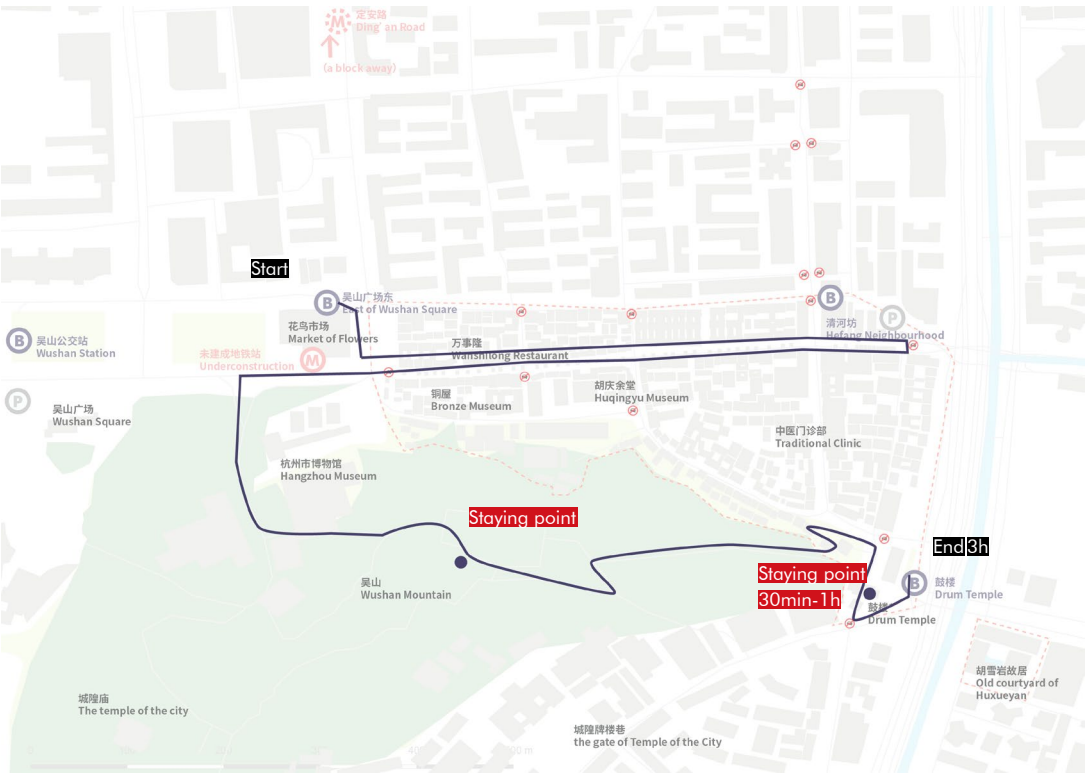 定安路
Ding' an Road
(a block away)
Start
B
吴山广场东
East of Wushan Square
B
清河坊
Hefang Neighbourhood
P
花鸟市场
Market of Flowers
B
吴山公交站
Wushan Station
未建成地铁站
Underconstruction
M
万事隆
Wanshilong Restaurant
P
吴山广场
Wushan Square
铜屋
Bronze Museum
胡庆余堂
Huqingyu Museum
中医门诊部
Traditional Clinic
杭州市博物馆
Hangzhou Museum
Staying point
End 3h
Staying point
30min-1h
吴山
Wushan Mountain
B
鼓楼
Drum Temple
鼓楼
Drum Temple
胡雪岩故居
Old courtyard of
Huxueyan
城隍庙
The temple of the city
城隍牌楼巷
the gate of Temple of the City